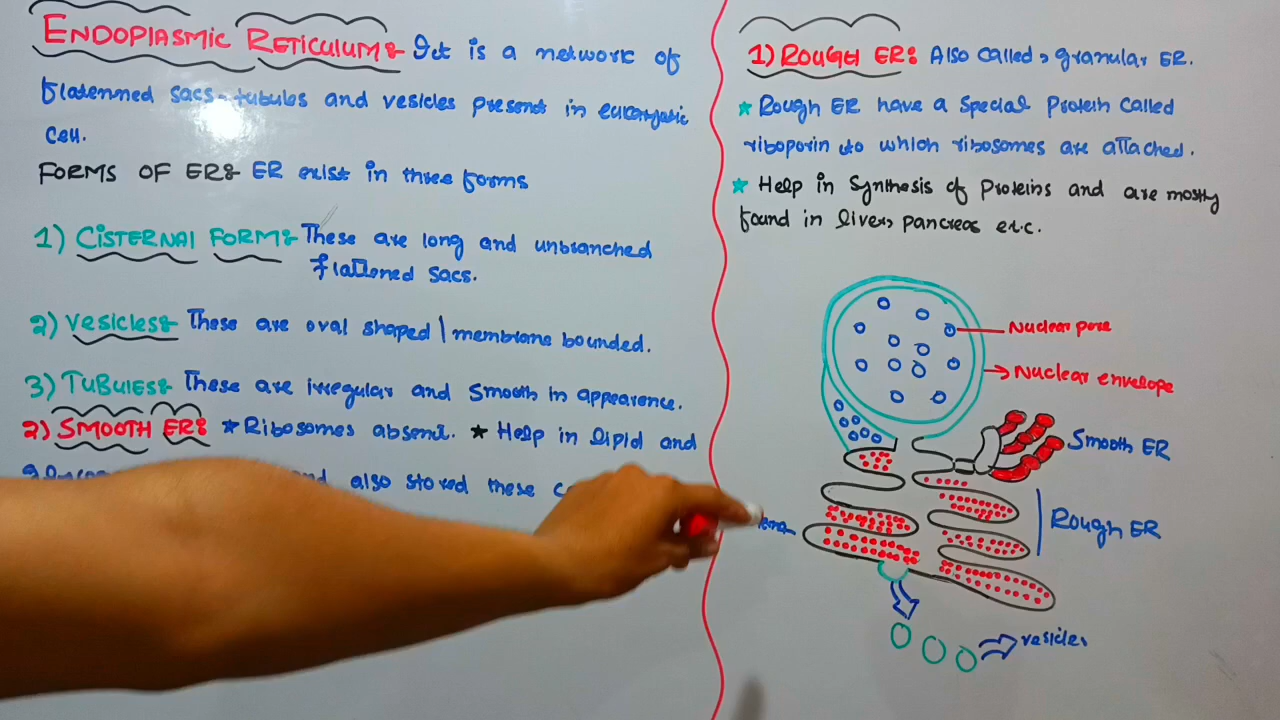 ENDOPLASMIC RETICULUM:- It is a network of
flatenned sacs, tubules and vesicles present in eukaryotic
cell.
FORMS OF ER:- ER exist in three forms
1) CISTERNAL FORM:- These are long and unbranched
flattened sacs.
2) Vesicles:- These are oval shaped / membrane bounded.
3) TUBULES:- These are irregular and smooth in appearence.
2) SMOOTH ER: ★ Ribosomes absent. ★ Help in lipid and
also stored these
1) ROUGH ER: Also called, granular ER.
★ Rough ER have a special protein called
riboporin to which ribosomes are attached.
★ Help in synthesis of proteins and are mostly
found in liver, pancreas etc.
Nuclear pore
Nuclear envelope
Smooth ER
Rough ER
vesicles